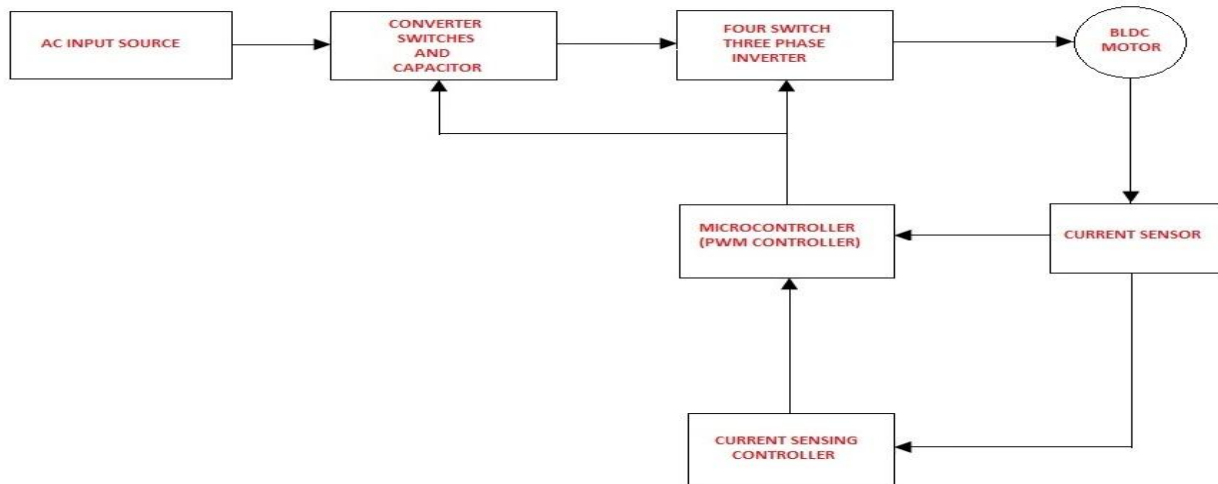 AC INPUT SOURCE
CONVERTER
SWITCHES
AND
CAPACITOR
FOUR SWITCH
THREE PHASE
INVERTER
BLDC
MOTOR
MICROCONTROLLER
(PWM CONTROLLER)
CURRENT SENSOR
CURRENT SENSING
CONTROLLER